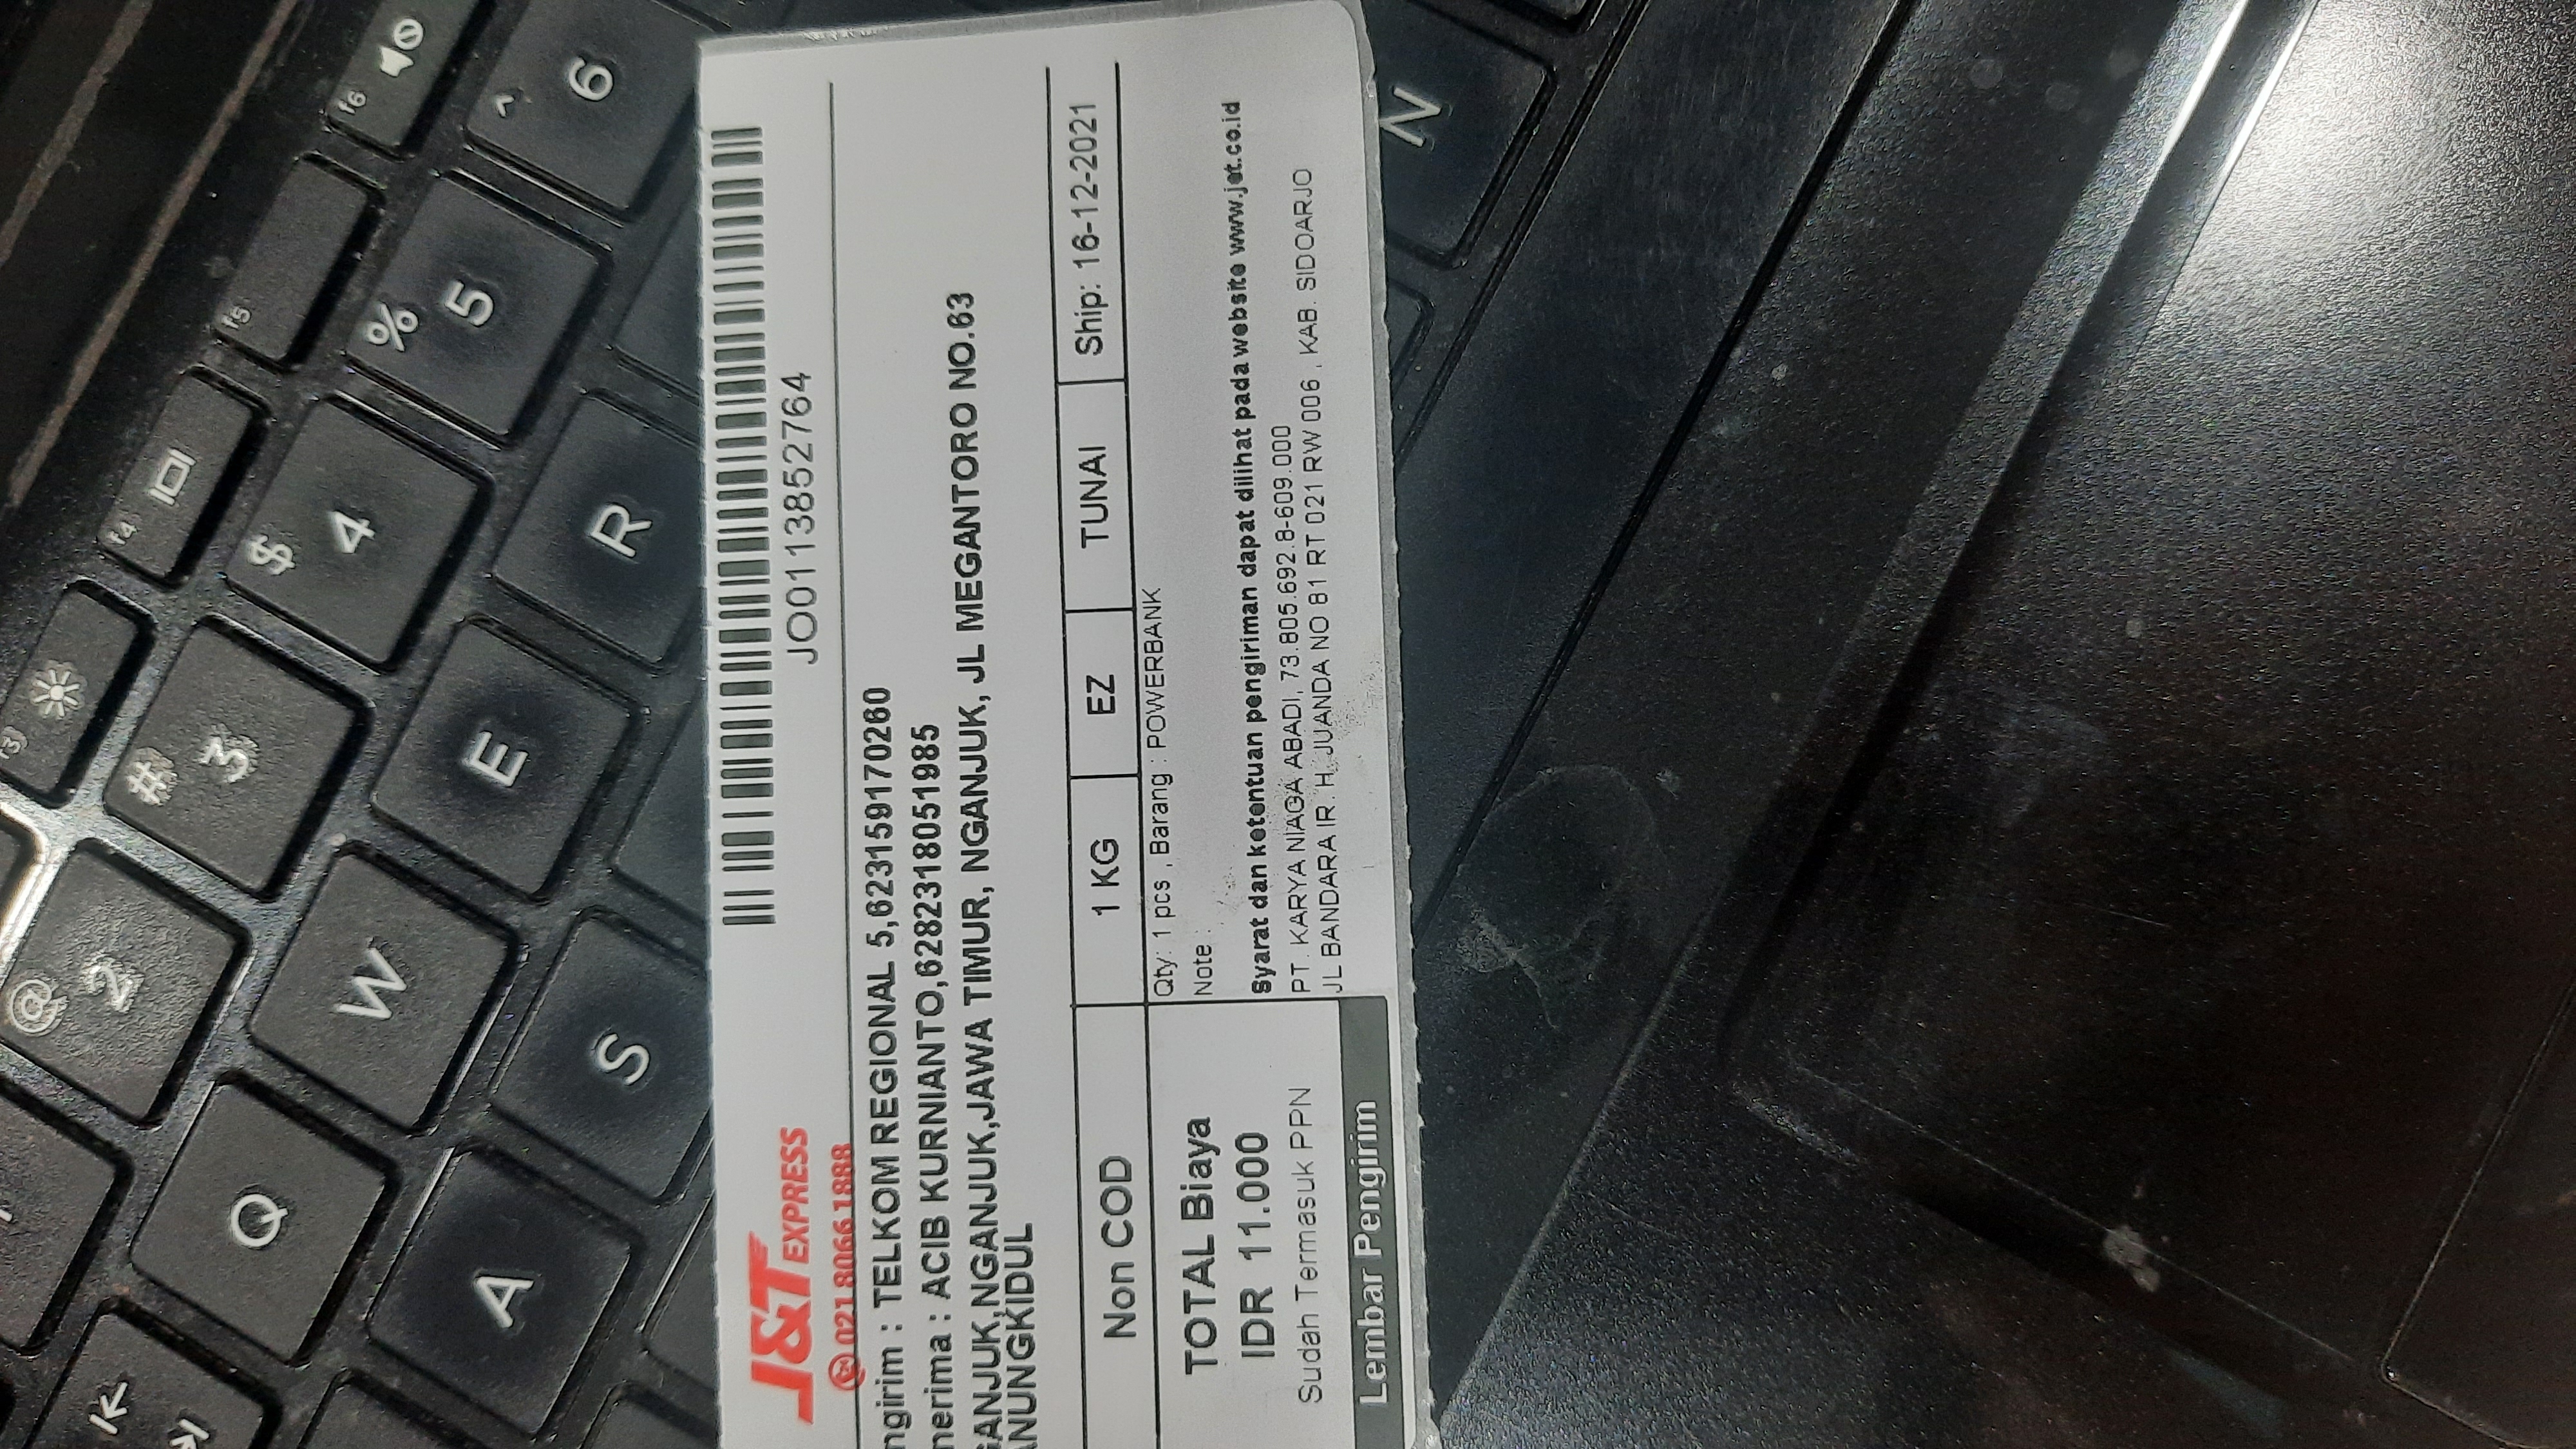 @
2
f3
#
3
f4
$
4
f5
%
5
f6
^
6
Q
W
E
R
A
S
J&T EXPRESS
021 8066 1888
JO0113852764
ngirim : TELKOM REGIONAL 5,623159170260
nerima : ACIB KURNIANTO,6282318051985
GANJUK,NGANJUK,JAWA TIMUR, NGANJUK, JL MEGANTORO NO.63
ANUNGKIDUL
Non COD
1 KG
EZ
TUNAI
Ship: 16-12-2021
TOTAL Biaya
IDR 11.000
Sudah Termasuk PPN
Lembar Pengirim
Qty: 1 pcs , Barang : POWERBANK
Note :
Syarat dan ketentuan pengiriman dapat dilihat pada website www.jet.co.id
PT. KARYA NIAGA ABADI, 73.805.692.8-609.000
JL BANDARA IR. H. JUANDA NO 81 RT 021 RW 006 , KAB. SIDOARJO
N